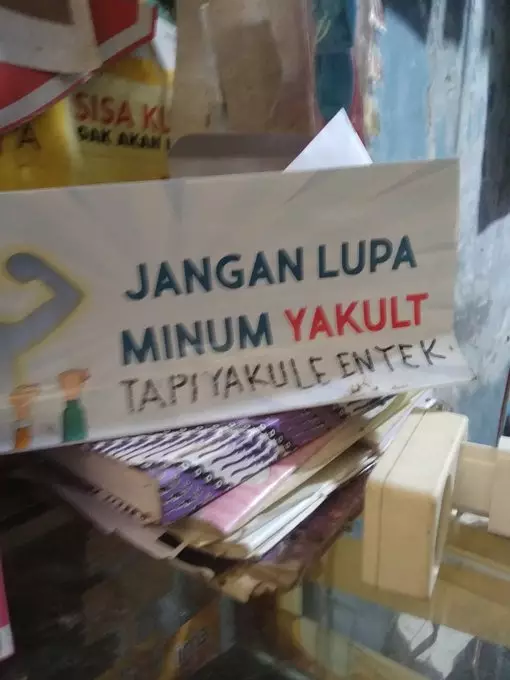 SISA KU
GAK AKAN
JANGAN LUPA
MINUM YAKULT
TAPI YAKULE ENTEK